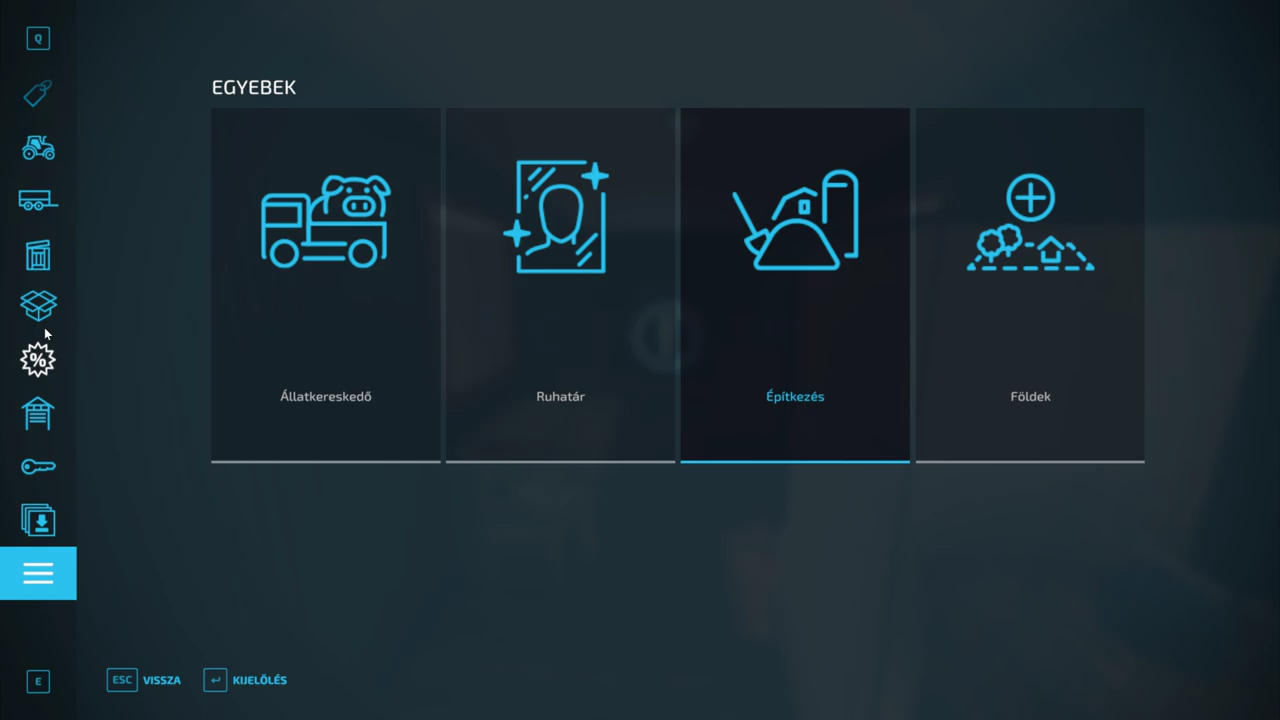 Q
EGYEBEK
%
Állatkereskedő
Ruhatár
Építkezés
Földek
E
ESC VISSZA
KIJELÖLÉS